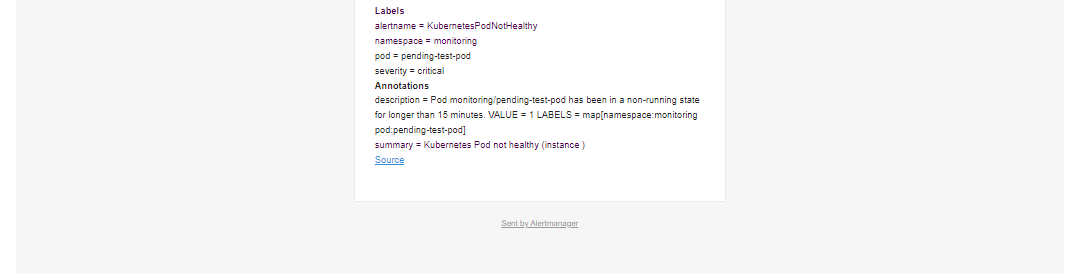 Labels
alertname = KubernetesPodNotHealthy
namespace = monitoring
pod = pending-test-pod
severity = critical
Annotations
description = Pod monitoring/pending-test-pod has been in a non-running state
for longer than 15 minutes. VALUE = 1 LABELS = map[namespace:monitoring
pod:pending-test-pod]
summary = Kubernetes Pod not healthy (instance )
Source
Sent by Alertmanager